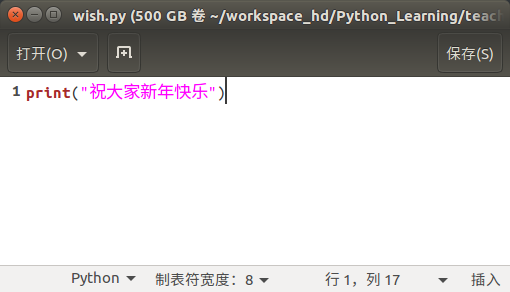 wish.py (500 GB 卷 ~/workspace_hd/Python_Learning/teac
打开(O) 保存(S)
1 print("祝大家新年快乐")
Python 制表符宽度：8 行 1，列 17 插入